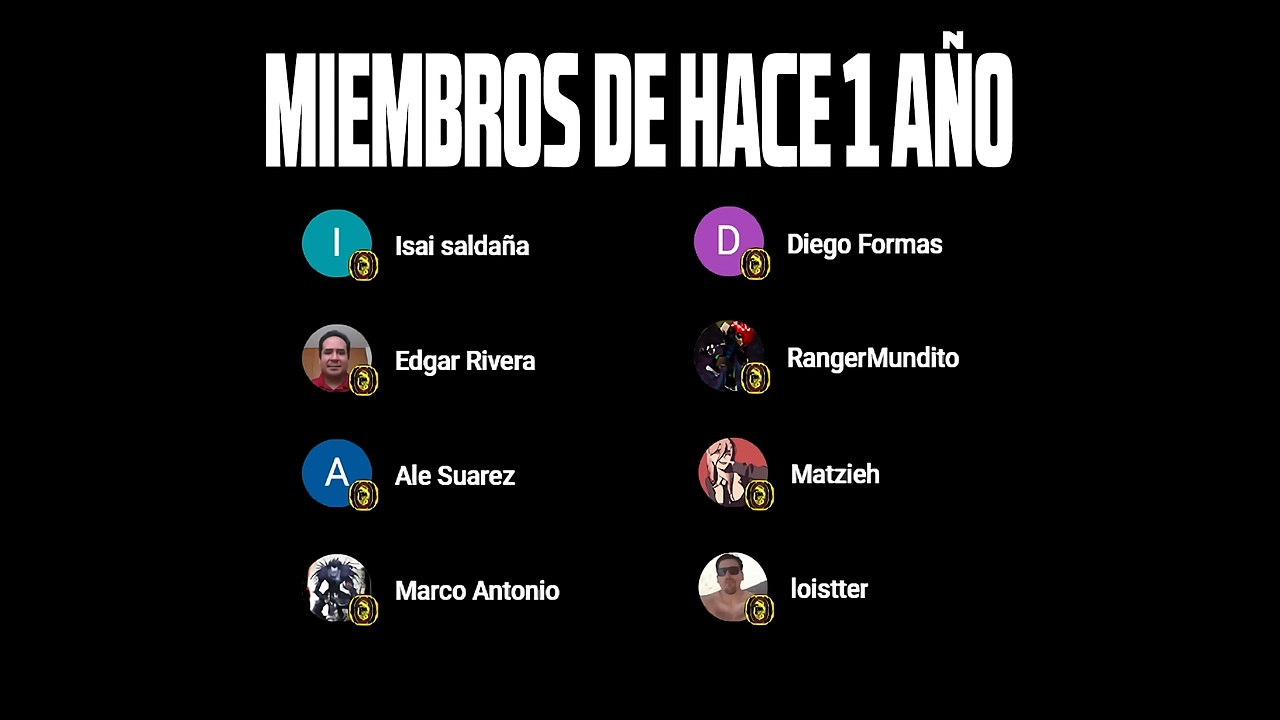 MIEMBROS DE HACE 1 AÑO
I Isai saldaña
D Diego Formas
Edgar Rivera
RangerMundito
A Ale Suarez
Matzieh
Marco Antonio
loistter